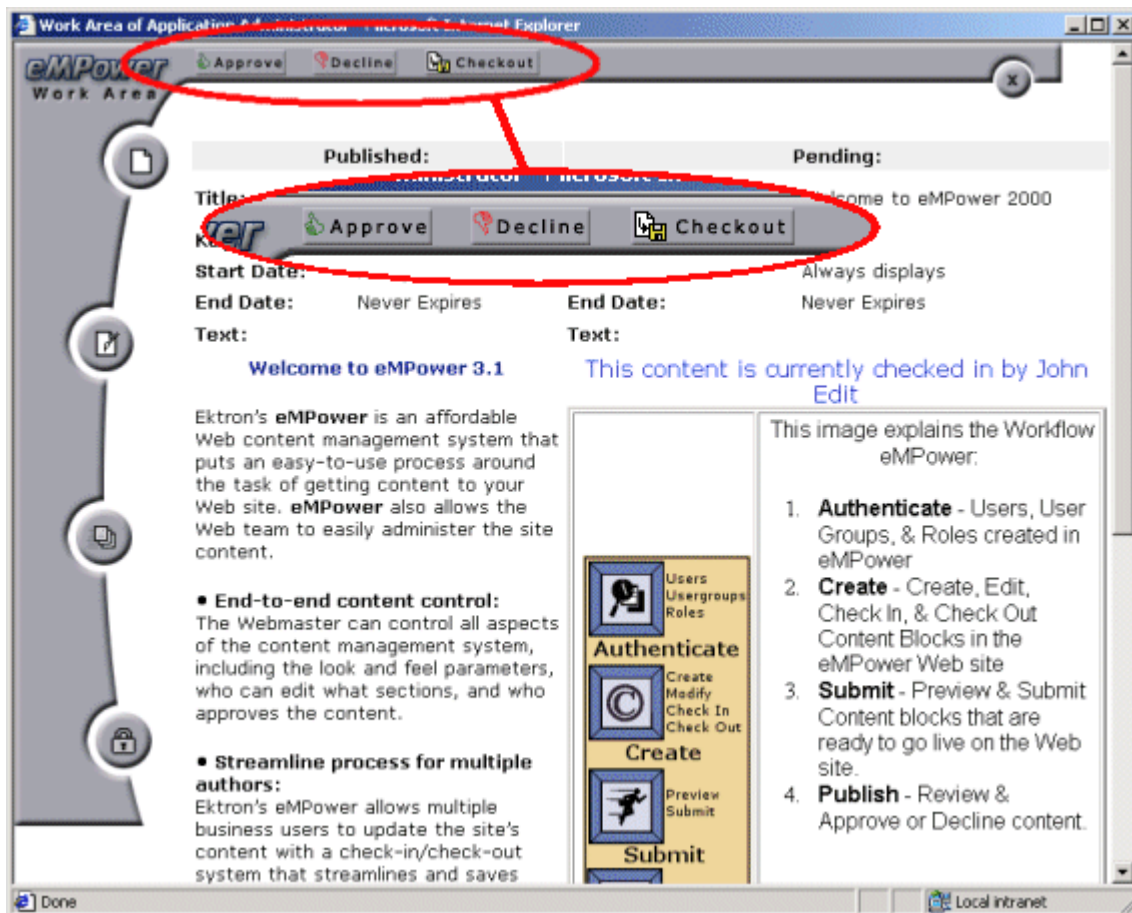 Work Area of Application Administrator - Microsoft Internet Explorer
eMPower
Approve Decline Checkout
Work Area
x
Published: Pending:
Title: Welcome to eMPower 2000
Approve Decline Checkout
Start Date: Always displays
End Date: Never Expires End Date: Never Expires
Text: Text:
Welcome to eMPower 3.1
This content is currently checked in by John
Edit
Ektron's eMPower is an affordable
Web content management system that
puts an easy-to-use process around
the task of getting content to your
Web site. eMPower also allows the
Web team to easily administer the site
content.
• End-to-end content control:
The Webmaster can control all aspects
of the content management system,
including the look and feel parameters,
who can edit what sections, and who
approves the content.
• Streamline process for multiple
authors:
Ektron's eMPower allows multiple
business users to update the site's
content with a check-in/check-out
system that streamlines and saves
Users
Usergroups
Roles
Authenticate
Create
Modify
Check In
Check Out
Create
Preview
Submit
Submit
This image explains the Workflow
eMPower:
1. Authenticate - Users, User
Groups, & Roles created in
eMPower
2. Create - Create, Edit,
Check In, & Check Out
Content Blocks in the
eMPower Web site
3. Submit - Preview & Submit
Content blocks that are
ready to go live on the Web
site.
4. Publish - Review &
Approve or Decline content.
Done Local intranet